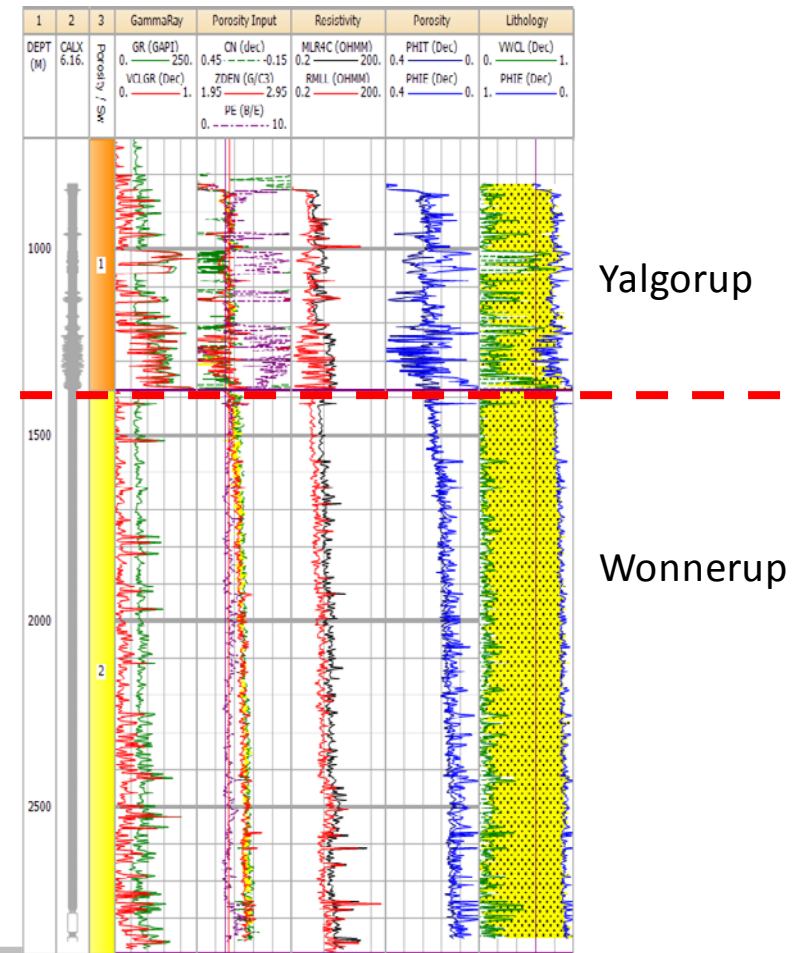 1 2 3 GammaRay Porosity Input Resistivity Porosity Lithology
DEPT (M)
CALX 6.16.
Porosity / Sw
GR (GAPI)
0. 250.
VCLGR (Dec)
0. 1.
CN (dec)
0.45 -0.15
ZDEN (G/C3)
1.95 2.95
PE (B/E)
0. 10.
MLR4C (OHMM)
0.2 200.
RMLL (OHMM)
0.2 200.
PHIT (Dec)
0.4 0.
PHIE (Dec)
0.4 0.
VWCL (Dec)
0. 1.
PHIE (Dec)
1. 0.
1000
1
Yalgorup
1500
Wonnerup
2000
2
2500